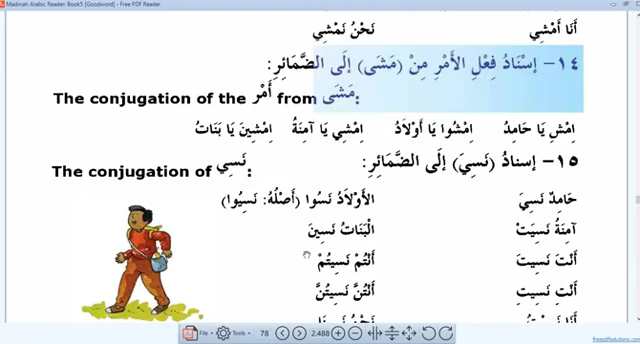 Madinah Arabic Reader: Book5 [Goodword] - Free PDF Reader
أَنَا أَمْشِي نَحْنُ نَمْشِي
١٤- إِسْنَادُ فِعْلِ الأَمْرِ مِنْ (مَشَى) إِلَى الضَّمَائِرِ:
The conjugation of the أَمْر from مَشَى:
اِمْشِ يَا حَامِدُ اِمْشُوا يَا أَوْلَادُ اِمْشِي يَا آمِنَةُ اِمْشِينَ يَا بَنَاتُ
١٥- إسنادُ (نَسِيَ) إِلَى الضَّمَائِرِ:
The conjugation of نَسِيَ:
حَامِدٌ نَسِيَ الأَوْلَادُ نَسُوا (أَصْلُهُ: نَسِيُوا)
آمِنَةُ نَسِيَتْ الْبَنَاتُ نَسِينَ
أَنْتَ نَسِيتَ أَنْتُمْ نَسِيتُمْ
أَنْتِ نَسِيتِ أَنْتُنَّ نَسِيتُنَّ
File Tools 78 2.488
freepdfsolutions.com